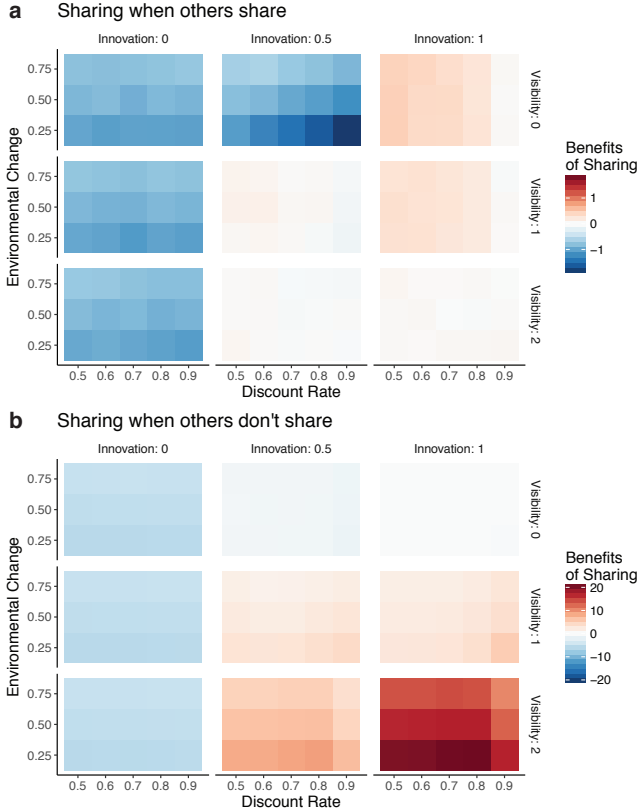 a Sharing when others share
Innovation: 0 Innovation: 0.5 Innovation: 1
0.75
0.50
0.25
Visibility: 0
0.75
0.50
0.25
Visibility: 1
0.75
0.50
0.25
Visibility: 2
Environmental Change
0.5 0.6 0.7 0.8 0.9 0.5 0.6 0.7 0.8 0.9 0.5 0.6 0.7 0.8 0.9
Discount Rate
Benefits
of Sharing
1
0
−1
b Sharing when others don't share
Innovation: 0 Innovation: 0.5 Innovation: 1
0.75
0.50
0.25
Visibility: 0
0.75
0.50
0.25
Visibility: 1
0.75
0.50
0.25
Visibility: 2
Environmental Change
0.5 0.6 0.7 0.8 0.9 0.5 0.6 0.7 0.8 0.9 0.5 0.6 0.7 0.8 0.9
Discount Rate
Benefits
of Sharing
20
10
0
−10
−20